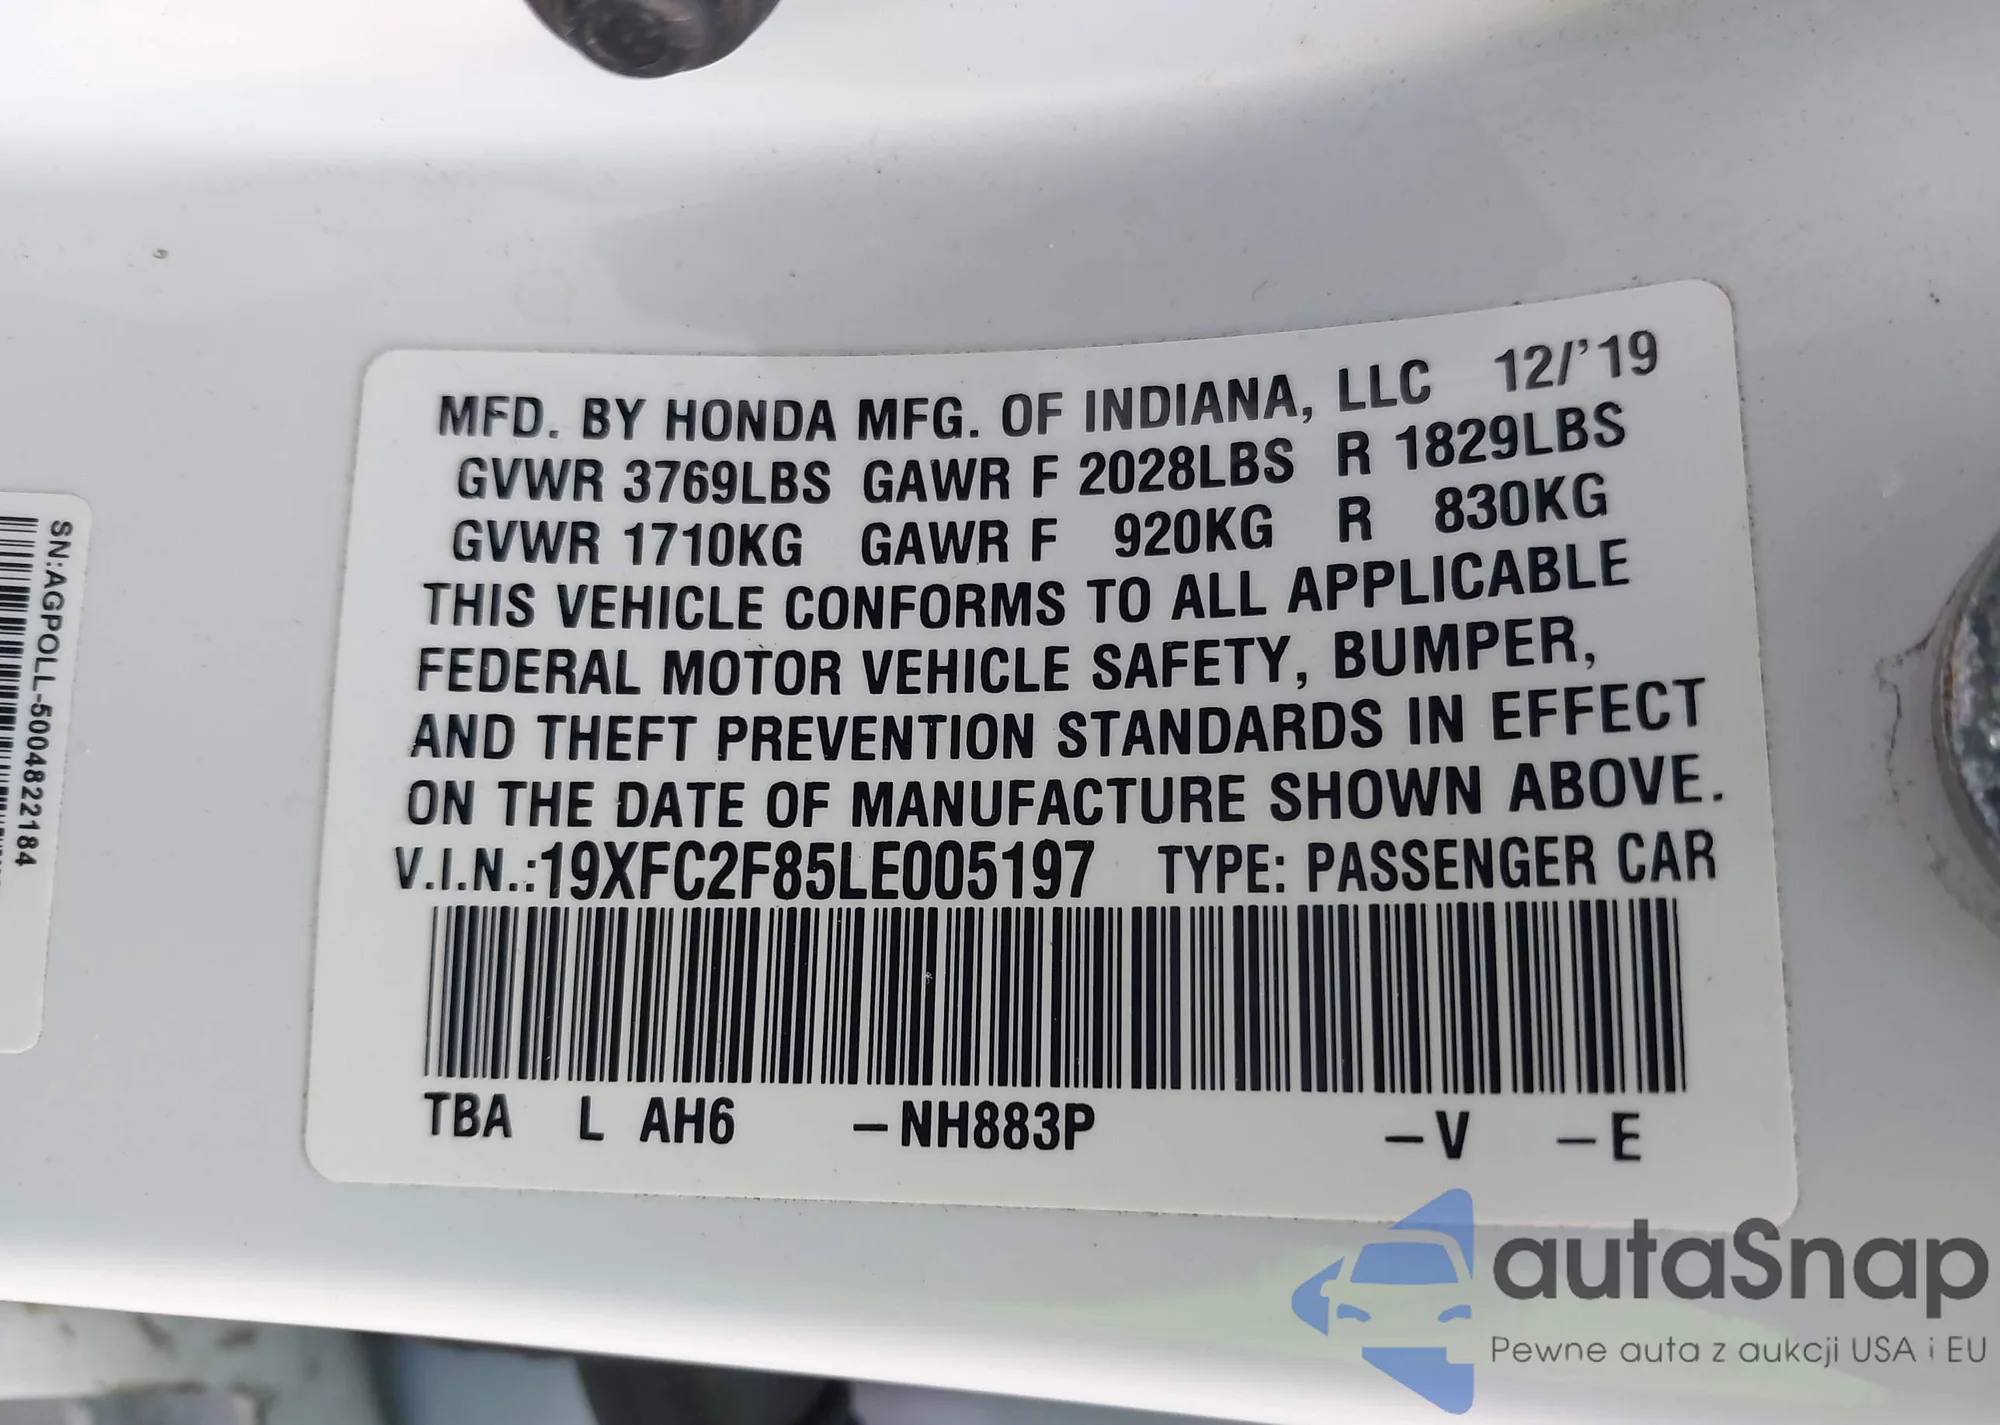 MFD. BY HONDA MFG. OF INDIANA, LLC 12/'19
GVWR 3769LBS GAWR F 2028LBS R 1829LBS
GVWR 1710KG GAWR F 920KG R 830KG
THIS VEHICLE CONFORMS TO ALL APPLICABLE
FEDERAL MOTOR VEHICLE SAFETY, BUMPER,
AND THEFT PREVENTION STANDARDS IN EFFECT
ON THE DATE OF MANUFACTURE SHOWN ABOVE.
V.I.N.:19XFC2F85LE005197 TYPE: PASSENGER CAR
TBA L AH6 –NH883P –V –E
SN:AGPOLL-5004822184
autaSnap
Pewne auta z aukcji USA i EU